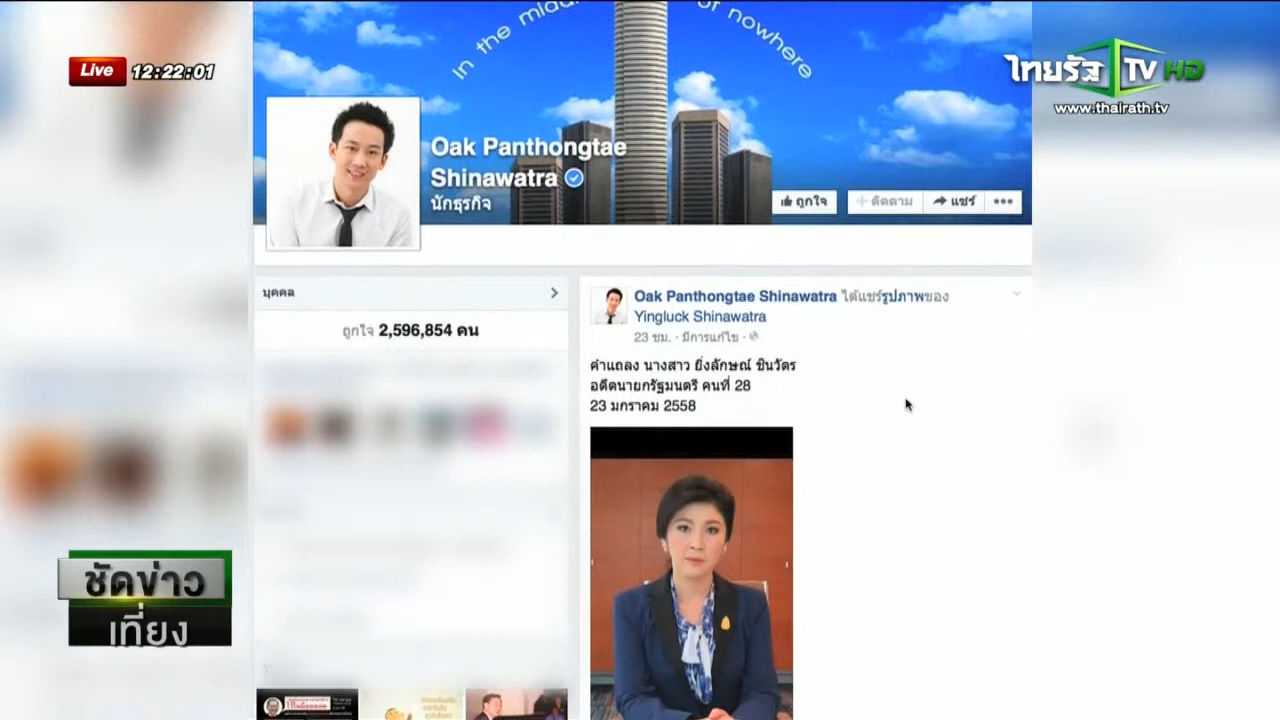 in the middle of nowhere
Live 12:22:01
ไทยรัฐ TV HD
www.thairath.tv
Oak Panthongtae
Shinawatra
นักธุรกิจ
ถูกใจ
ติดตาม
แชร์
บุคคล
ถูกใจ 2,596,854 คน
Oak Panthongtae Shinawatra ได้แชร์รูปภาพของ
Yingluck Shinawatra
23 ชม. · มีการแก้ไข ·
คำแถลง นางสาว ยิ่งลักษณ์ ชินวัตร
อดีตนายกรัฐมนตรี คนที่ 28
23 มกราคม 2558
ชัดข่าว
เที่ยง